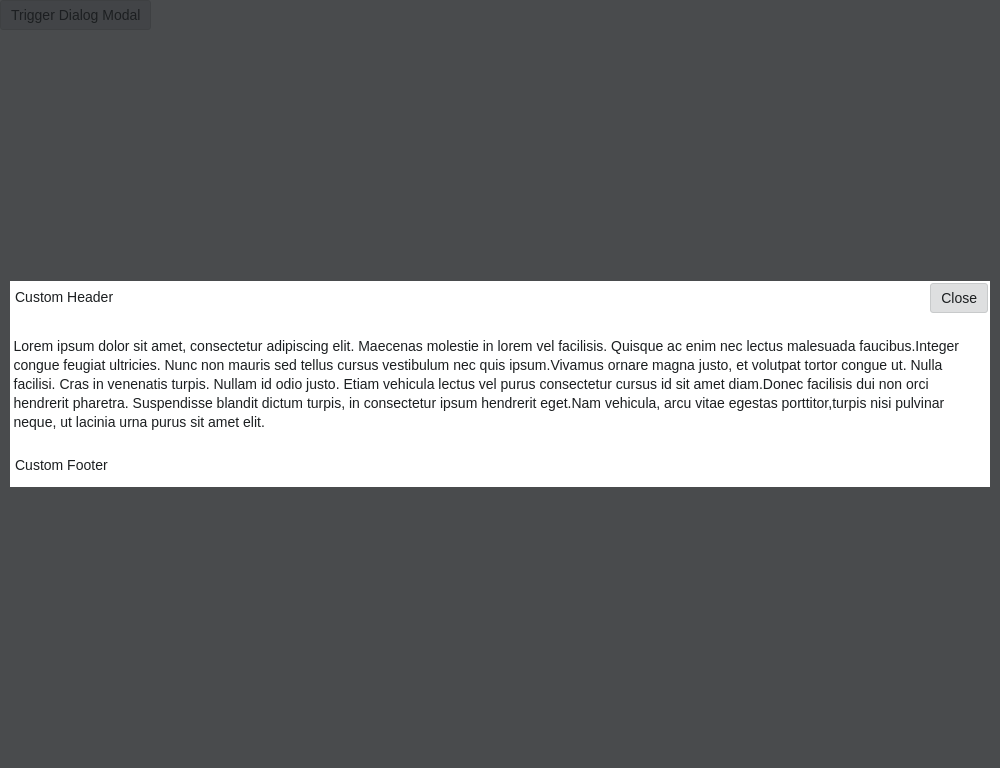 Trigger Dialog Modal
Custom Header
Close
Lorem ipsum dolor sit amet, consectetur adipiscing elit. Maecenas molestie in lorem vel facilisis. Quisque ac enim nec lectus malesuada faucibus.Integer
congue feugiat ultricies. Nunc non mauris sed tellus cursus vestibulum nec quis ipsum.Vivamus ornare magna justo, et volutpat tortor congue ut. Nulla
facilisi. Cras in venenatis turpis. Nullam id odio justo. Etiam vehicula lectus vel purus consectetur cursus id sit amet diam.Donec facilisis dui non orci
hendrerit pharetra. Suspendisse blandit dictum turpis, in consectetur ipsum hendrerit eget.Nam vehicula, arcu vitae egestas porttitor,turpis nisi pulvinar
neque, ut lacinia urna purus sit amet elit.
Custom Footer